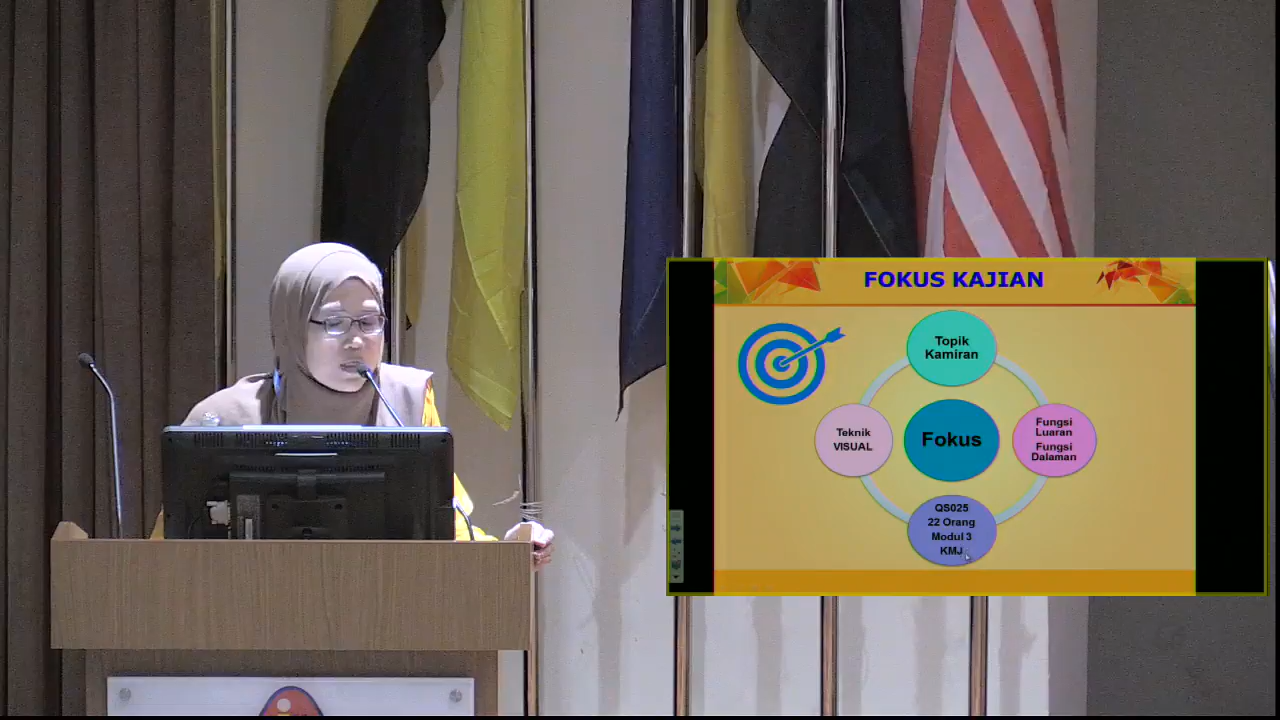 FOKUS KAJIAN
Topik
Kamiran
Teknik
VISUAL
Fokus
Fungsi
Luaran
Fungsi
Dalaman
QS025
22 Orang
Modul 3
KMJ